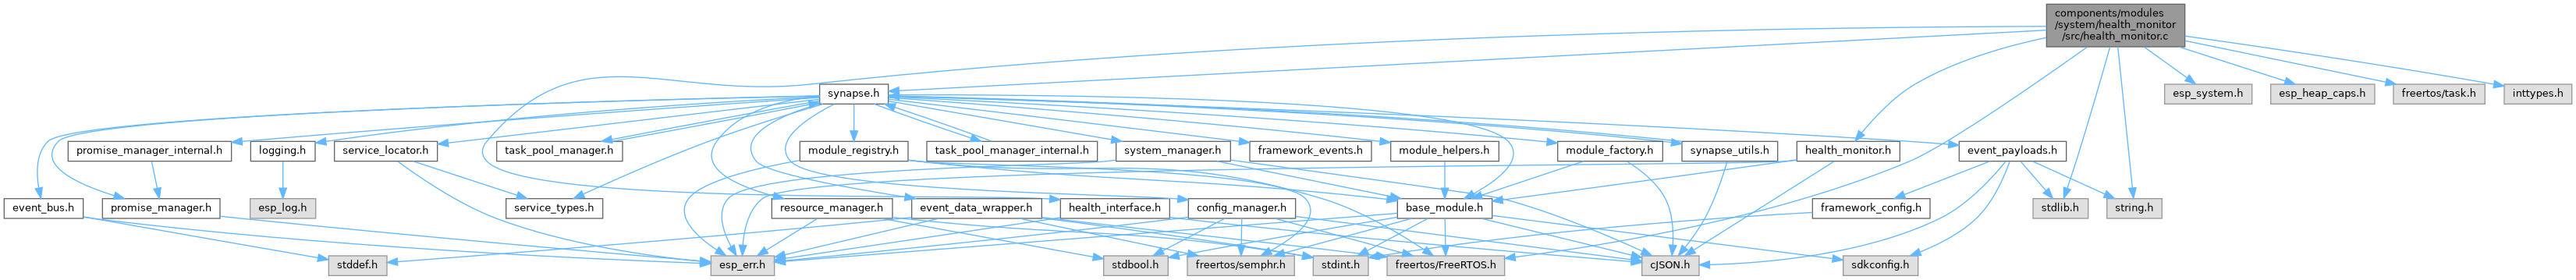 components/modules
/system/health_monitor
/src/health_monitor.c
synapse.h
esp_system.h
esp_heap_caps.h
freertos/task.h
inttypes.h
promise_manager_internal.h
logging.h
service_locator.h
task_pool_manager.h
module_registry.h
task_pool_manager_internal.h
system_manager.h
framework_events.h
module_helpers.h
module_factory.h
synapse_utils.h
health_monitor.h
event_payloads.h
event_bus.h
promise_manager.h
esp_log.h
service_types.h
resource_manager.h
event_data_wrapper.h
health_interface.h
config_manager.h
base_module.h
framework_config.h
stdlib.h
string.h
stddef.h
esp_err.h
stdbool.h
freertos/semphr.h
stdint.h
freertos/FreeRTOS.h
cJSON.h
sdkconfig.h